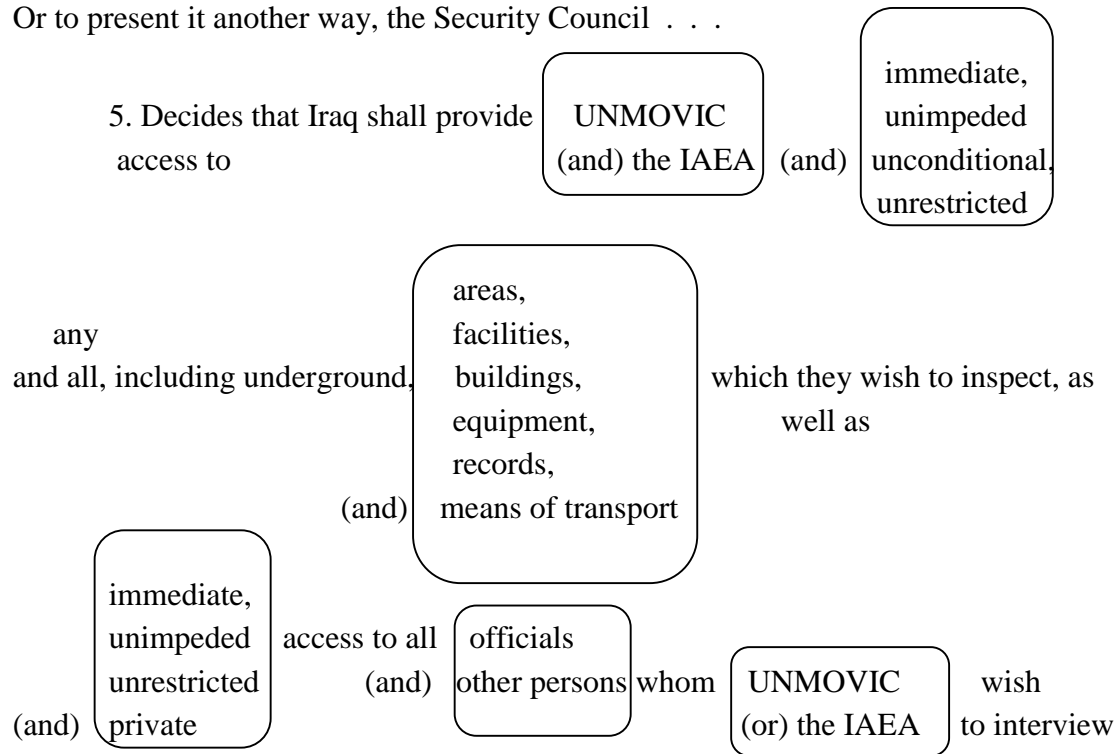 Or to present it another way, the Security Council . . .
immediate,
5. Decides that Iraq shall provide UNMOVIC unimpeded
access to (and) the IAEA (and) unconditional,
unrestricted
areas,
any facilities,
and all, including underground, buildings, which they wish to inspect, as
equipment, well as
records,
(and) means of transport
immediate,
unimpeded access to all officials
unrestricted (and) other persons whom UNMOVIC wish
(and) private (or) the IAEA to interview